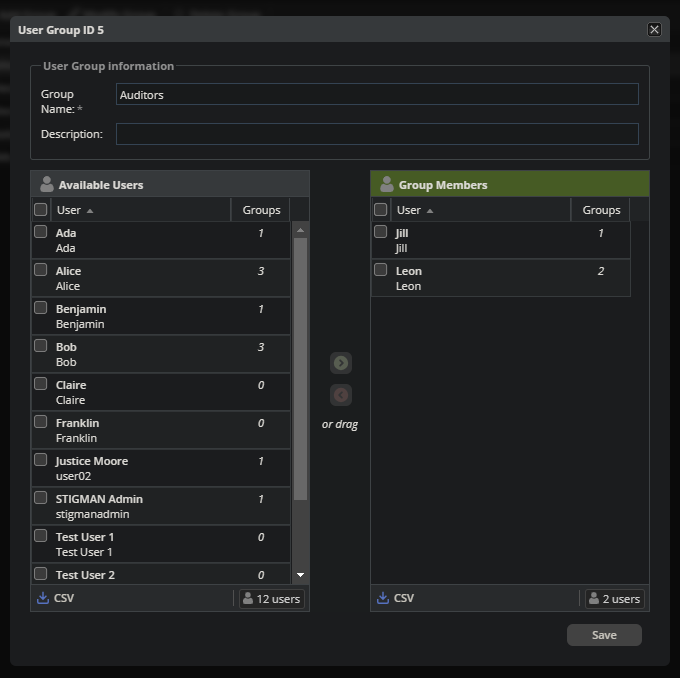 User Group ID 5
User Group information
Group
Name: *
Auditors
Description:
Available Users
User Groups
Ada 1
Ada
Alice 3
Alice
Benjamin 1
Benjamin
Bob 3
Bob
Claire 0
Claire
Franklin 0
Franklin
Justice Moore 1
user02
STIGMAN Admin 1
stigmanadmin
Test User 1 0
Test User 1
Test User 2 0
CSV 12 users
or drag
Group Members
User Groups
Jill 1
Jill
Leon 2
Leon
CSV 2 users
Save